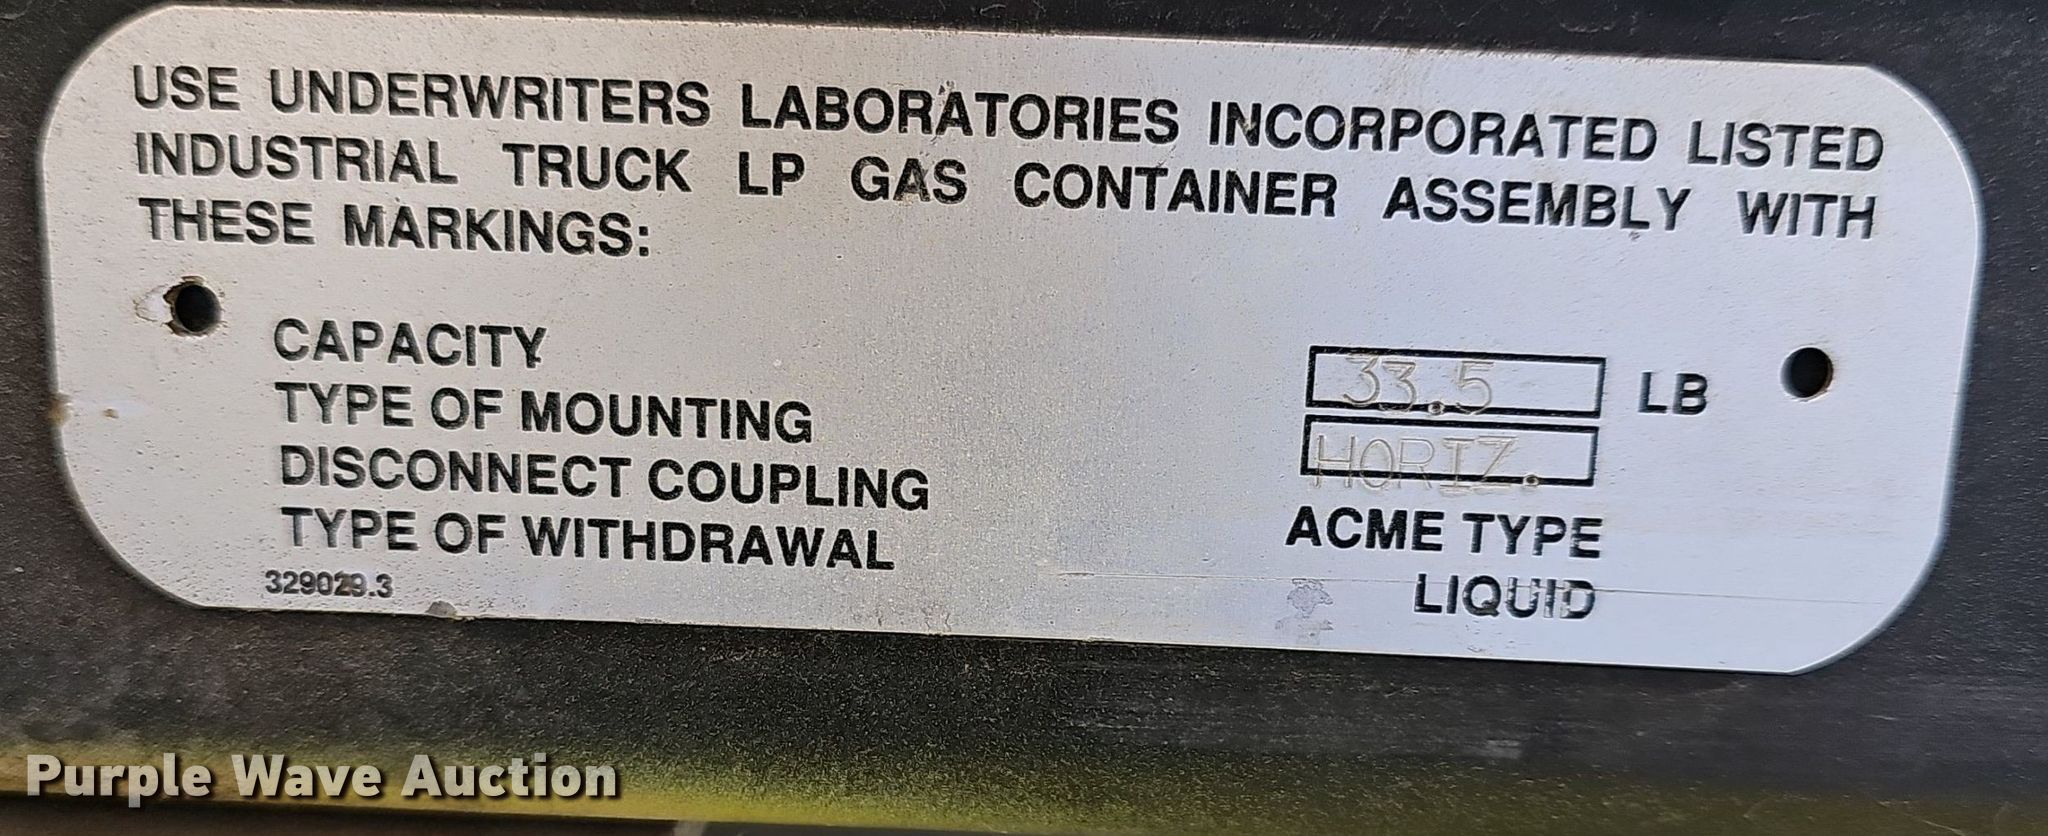 USE UNDERWRITERS LABORATORIES INCORPORATED LISTED
INDUSTRIAL TRUCK LP GAS CONTAINER ASSEMBLY WITH
THESE MARKINGS:
CAPACITY 33.5 LB
TYPE OF MOUNTING HORIZ.
DISCONNECT COUPLING ACME TYPE
TYPE OF WITHDRAWAL LIQUID
329029.3
Purple Wave Auction